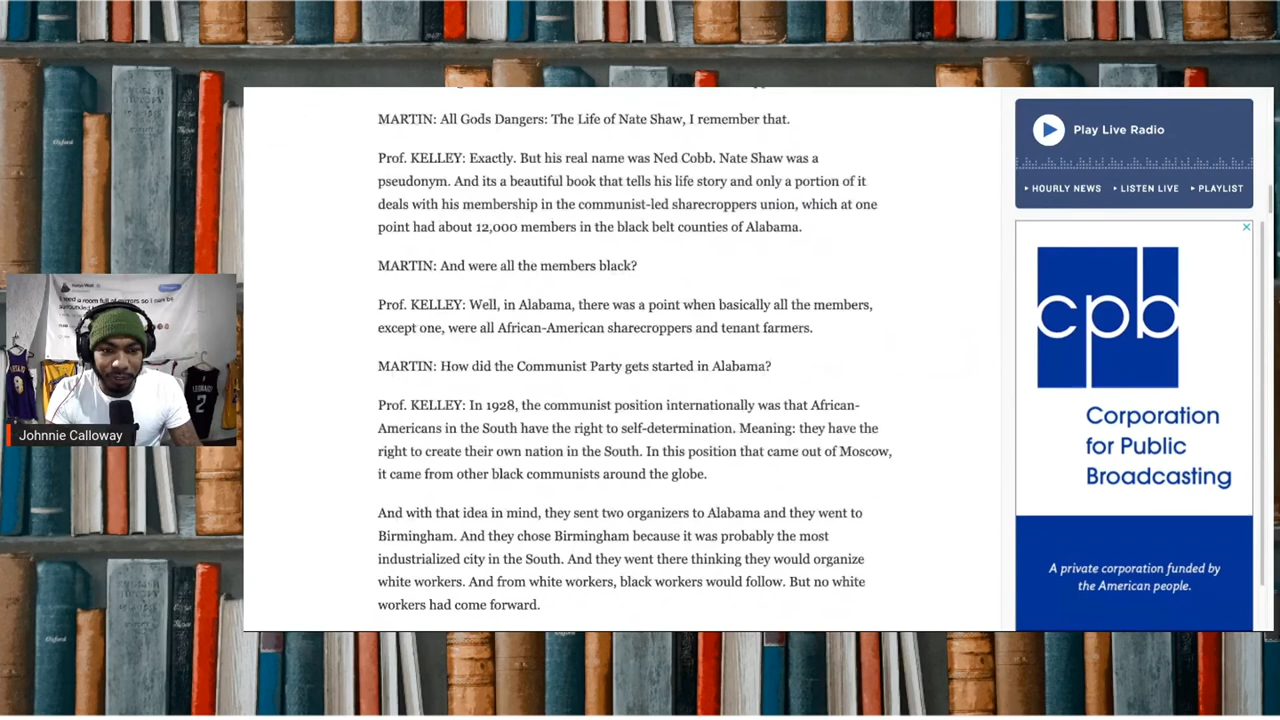 MARTIN: All Gods Dangers: The Life of Nate Shaw, I remember that.
Prof. KELLEY: Exactly. But his real name was Ned Cobb. Nate Shaw was a
pseudonym. And its a beautiful book that tells his life story and only a portion of it
deals with his membership in the communist-led sharecroppers union, which at one
point had about 12,000 members in the black belt counties of Alabama.
MARTIN: And were all the members black?
Prof. KELLEY: Well, in Alabama, there was a point when basically all the members,
except one, were all African-American sharecroppers and tenant farmers.
MARTIN: How did the Communist Party gets started in Alabama?
Prof. KELLEY: In 1928, the communist position internationally was that African-
Americans in the South have the right to self-determination. Meaning: they have the
right to create their own nation in the South. In this position that came out of Moscow,
it came from other black communists around the globe.
And with that idea in mind, they sent two organizers to Alabama and they went to
Birmingham. And they chose Birmingham because it was probably the most
industrialized city in the South. And they went there thinking they would organize
white workers. And from white workers, black workers would follow. But no white
workers had come forward.
Play Live Radio
HOURLY NEWS LISTEN LIVE PLAYLIST
cpb
Corporation
for Public
Broadcasting
A private corporation funded by
the American people.
I need a room full of mirrors so I can be
surrounded
2
Johnnie Calloway